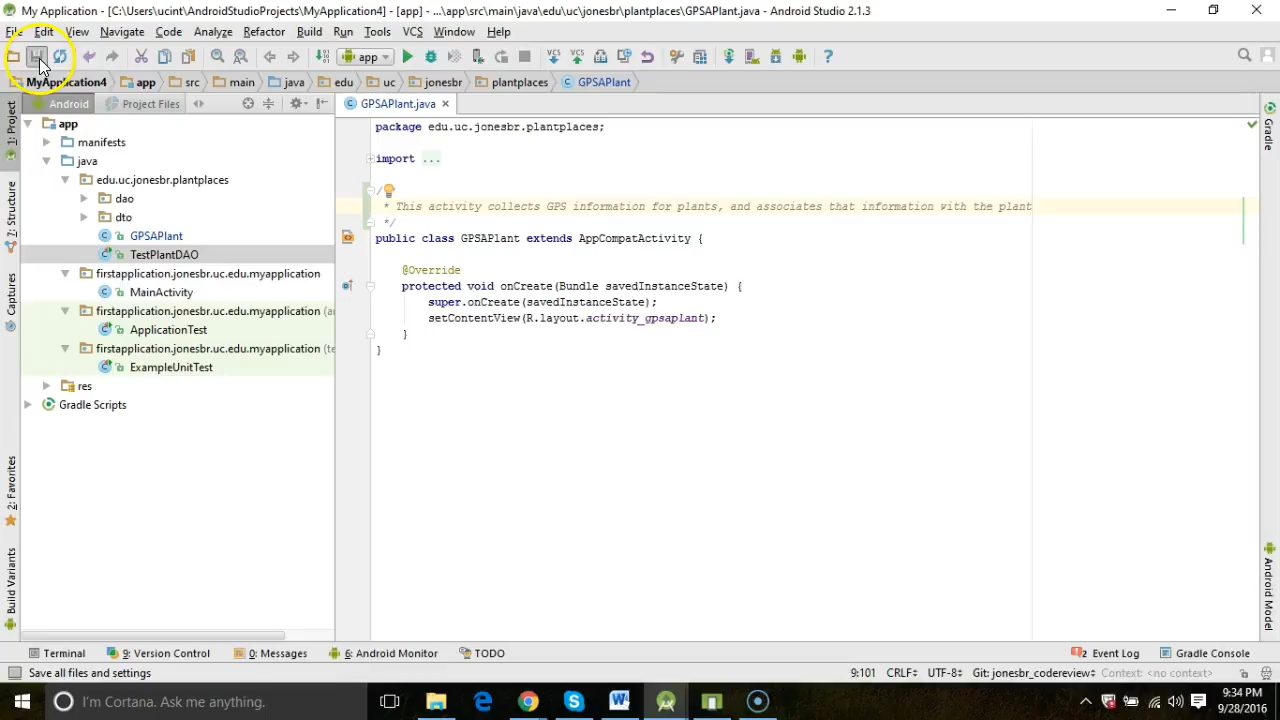 My Application - [C:\Users\ucint\AndroidStudioProjects\MyApplication4] - [app] - ...\app\src\main\java\edu\uc\jonesbr\plantplaces\GPSAPlant.java - Android Studio 2.1.3
File Edit View Navigate Code Analyze Refactor Build Run Tools VCS Window Help
app VCS VCS
MyApplication4 app src main java edu uc jonesbr plantplaces GPSAPlant
1: Project
7: Structure
Captures
2: Favorites
Build Variants
Android Project Files
app
manifests
java
edu.uc.jonesbr.plantplaces
dao
dto
GPSAPlant
TestPlantDAO
firstapplication.jonesbr.uc.edu.myapplication
MainActivity
firstapplication.jonesbr.uc.edu.myapplication (a
ApplicationTest
firstapplication.jonesbr.uc.edu.myapplication (te
ExampleUnitTest
res
Gradle Scripts
GPSAPlant.java
package edu.uc.jonesbr.plantplaces;
import ...
/
* This activity collects GPS information for plants, and associates that information with the plant
*/
public class GPSAPlant extends AppCompatActivity {
@Override
protected void onCreate(Bundle savedInstanceState) {
super.onCreate(savedInstanceState);
setContentView(R.layout.activity_gpsaplant);
}
}
Gradle
Android Model
Terminal 9: Version Control 0: Messages 6: Android Monitor TODO 2 Event Log Gradle Console
Save all files and settings 9:101 CRLF UTF-8 Git: jonesbr_codereview Context: <no context>
I'm Cortana. Ask me anything.
9:34 PM
9/28/2016